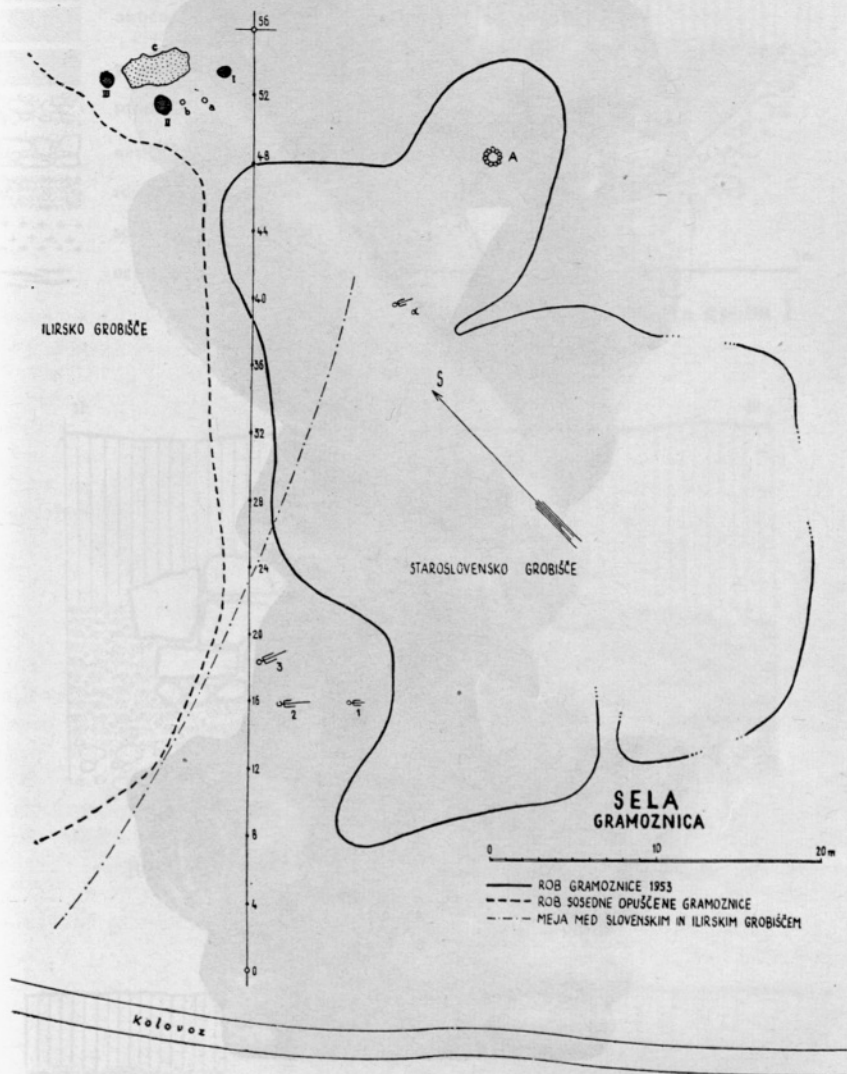 56
C
III
I
II
b
a
52
48
A
44
40
α
ILIRSKO GROBIŠČE
36
S
32
28
STAROSLOVENSKO GROBIŠČE
24
20
3
16
2
1
12
SELA
GRAMOZNICA
8
0 10 20 m
ROB GRAMOZNICE 1953
ROB SOSEDNE OPUŠČENE GRAMOZNICE
MEJA MED SLOVENSKIM IN ILIRSKIM GROBIŠČEM
4
0
Kolovoz